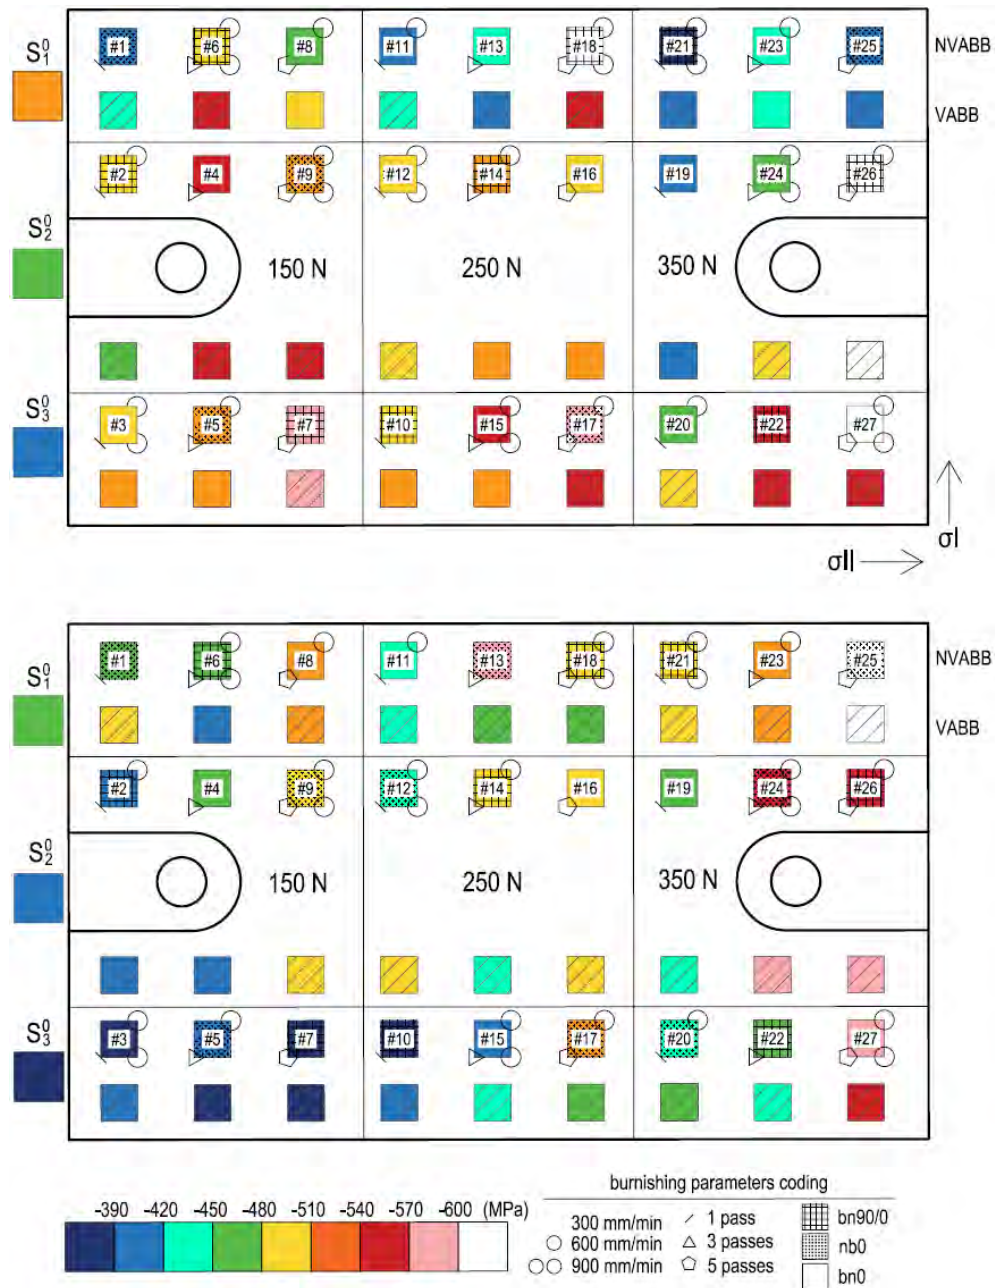 S₁⁰ #1 #6 #8 #11 #13 #18 #21 #23 #25 NVABB
VABB
#2 #4 #9 #12 #14 #16 #19 #24 #26
S₂⁰ 150 N 250 N 350 N
S₃⁰ #3 #5 #7 #10 #15 #17 #20 #22 #27
σI
σII
S₁⁰ #1 #6 #8 #11 #13 #18 #21 #23 #25 NVABB
VABB
#2 #4 #9 #12 #14 #16 #19 #24 #26
S₂⁰ 150 N 250 N 350 N
S₃⁰ #3 #5 #7 #10 #15 #17 #20 #22 #27
-390 -420 -450 -480 -510 -540 -570 -600 (MPa)
burnishing parameters coding
300 mm/min 1 pass bn90/0
600 mm/min 3 passes nb0
900 mm/min 5 passes bn0